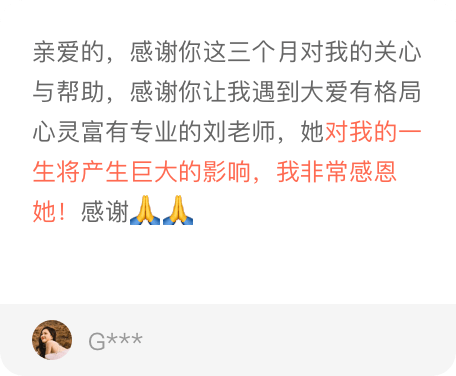 亲爱的，感谢你这三个月对我的关心
与帮助，感谢你让我遇到大爱有格局
心灵富有专业的刘老师，她对我的一
生将产生巨大的影响，我非常感恩
她！感谢🙏🙏
G***